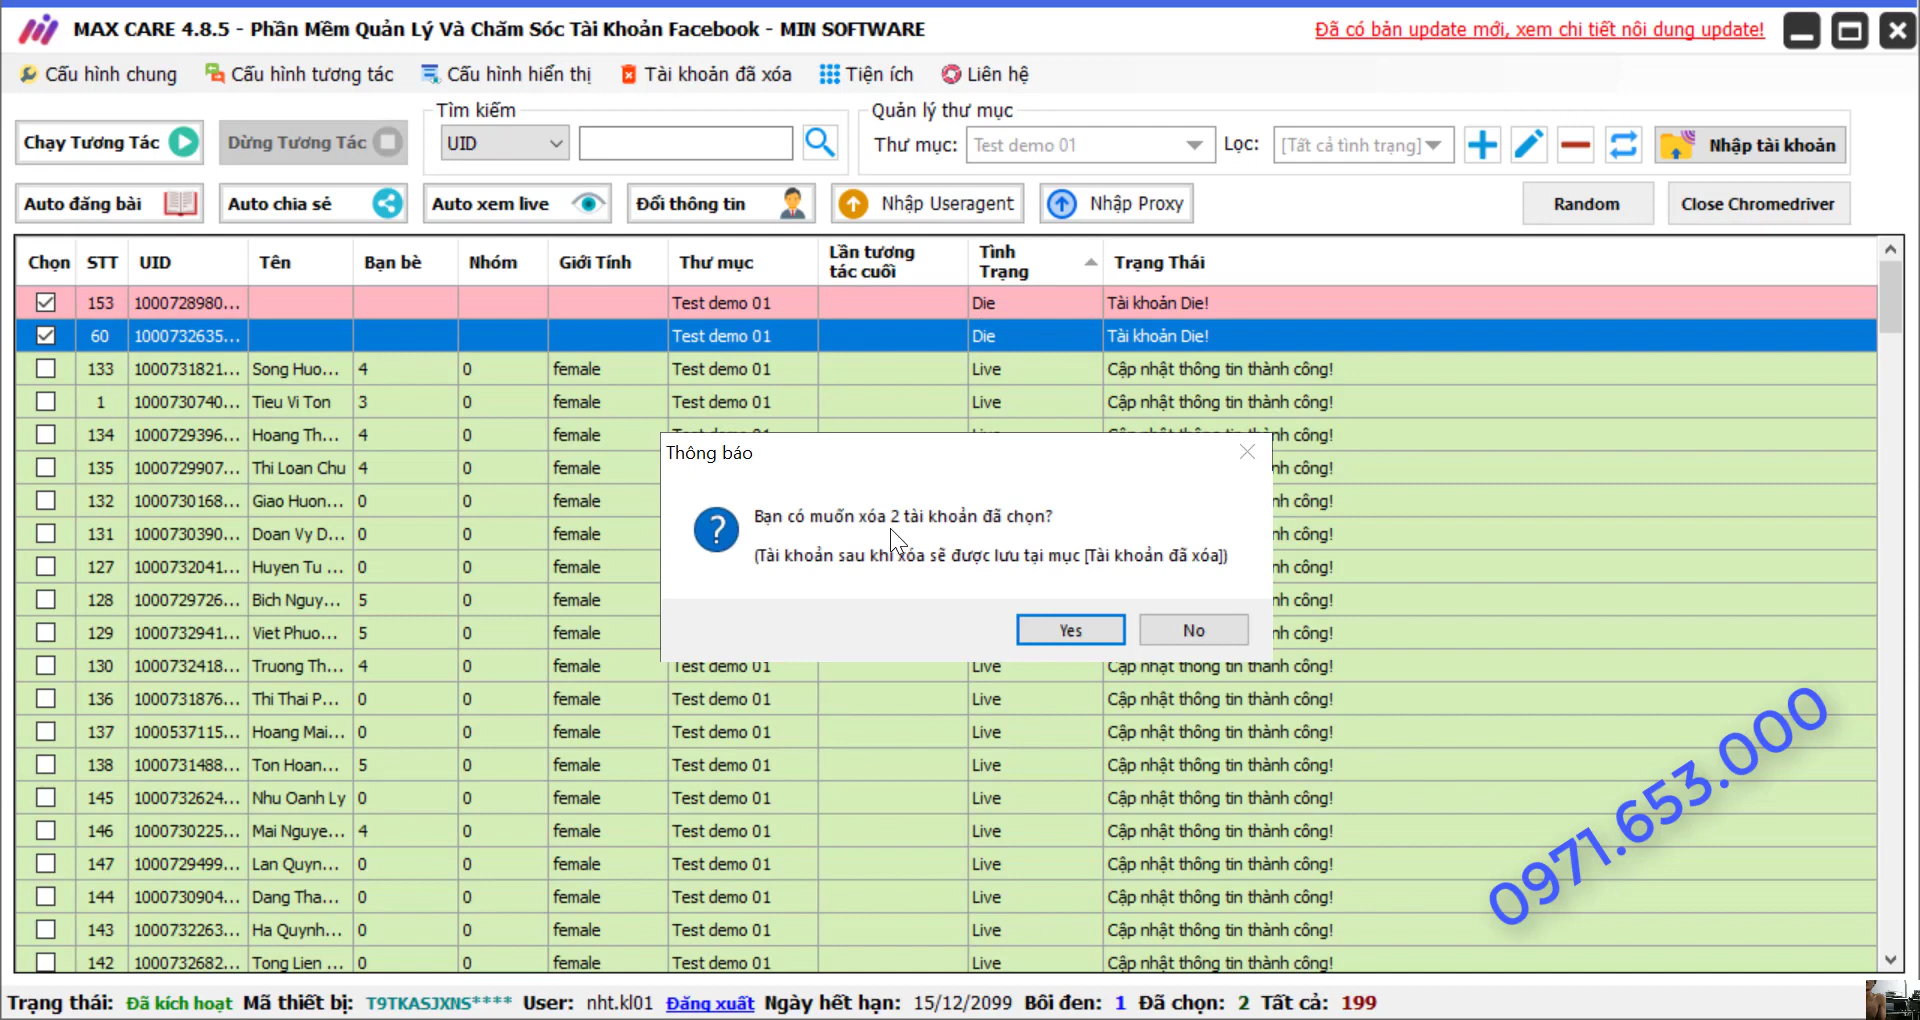 MAX CARE 4.8.5 - Phần Mềm Quản Lý Và Chăm Sóc Tài Khoản Facebook - MIN SOFTWARE
Đã có bản update mới, xem chi tiết nội dung update!
Cấu hình chung Cấu hình tương tác Cấu hình hiển thị Tài khoản đã xóa Tiện ích Liên hệ
Tìm kiếm Quản lý thư mục
Chạy Tương Tác Dừng Tương Tác UID Thư mục: Test demo 01 Lọc: [Tất cả tình trạng] Nhập tài khoản
Auto đăng bài Auto chia sẻ Auto xem live Đổi thông tin Nhập Useragent Nhập Proxy Random Close Chromedriver
Chọn STT UID Tên Bạn bè Nhóm Giới Tính Thư mục Lần tương tác cuối Tình Trạng Trạng Thái
153 1000728980... Test demo 01 Die Tài khoản Die!
60 1000732635... Test demo 01 Die Tài khoản Die!
133 1000731821... Song Huo... 4 0 female Test demo 01 Live Cập nhật thông tin thành công!
1 1000730740... Tieu Vi Ton 3 0 female Test demo 01 Live Cập nhật thông tin thành công!
134 1000729396... Hoang Th... 4 0 female
135 1000729907... Thi Loan Chu 4 0 female nh công!
132 1000730168... Giao Huon... 0 0 female nh công!
131 1000730390... Doan Vy D... 0 0 female nh công!
127 1000732041... Huyen Tu ... 0 0 female nh công!
128 1000729726... Bich Nguy... 5 0 female nh công!
129 1000732941... Viet Phuo... 5 0 female nh công!
130 1000732418... Truong Th... 4 0 female Test demo 01 Live Cập nhật thông tin thành công!
136 1000731876... Thi Thai P... 0 0 female Test demo 01 Live Cập nhật thông tin thành công!
137 1000537115... Hoang Mai... 0 0 female Test demo 01 Live Cập nhật thông tin thành công!
138 1000731488... Ton Hoan... 5 0 female Test demo 01 Live Cập nhật thông tin thành công!
145 1000732624... Nhu Oanh Ly 0 0 female Test demo 01 Live Cập nhật thông tin thành công!
146 1000730225... Mai Nguye... 4 0 female Test demo 01 Live Cập nhật thông tin thành công!
147 1000729499... Lan Quyn... 0 0 female Test demo 01 Live Cập nhật thông tin thành công!
144 1000730904... Dang Tha... 0 0 female Test demo 01 Live Cập nhật thông tin thành công!
143 1000732263... Ha Quynh... 0 0 female Test demo 01 Live Cập nhật thông tin thành công!
142 1000732682... Tong Lien ... 0 0 female Test demo 01 Live Cập nhật thông tin thành công!
Thông báo
Bạn có muốn xóa 2 tài khoản đã chọn?
(Tài khoản sau khi xóa sẽ được lưu tại mục [Tài khoản đã xóa])
Yes No
0971.653.000
Trạng thái: Đã kích hoạt Mã thiết bị: T9TKASJXNS**** User: nht.kl01 Đăng xuất Ngày hết hạn: 15/12/2099 Bôi đen: 1 Đã chọn: 2 Tất cả: 199